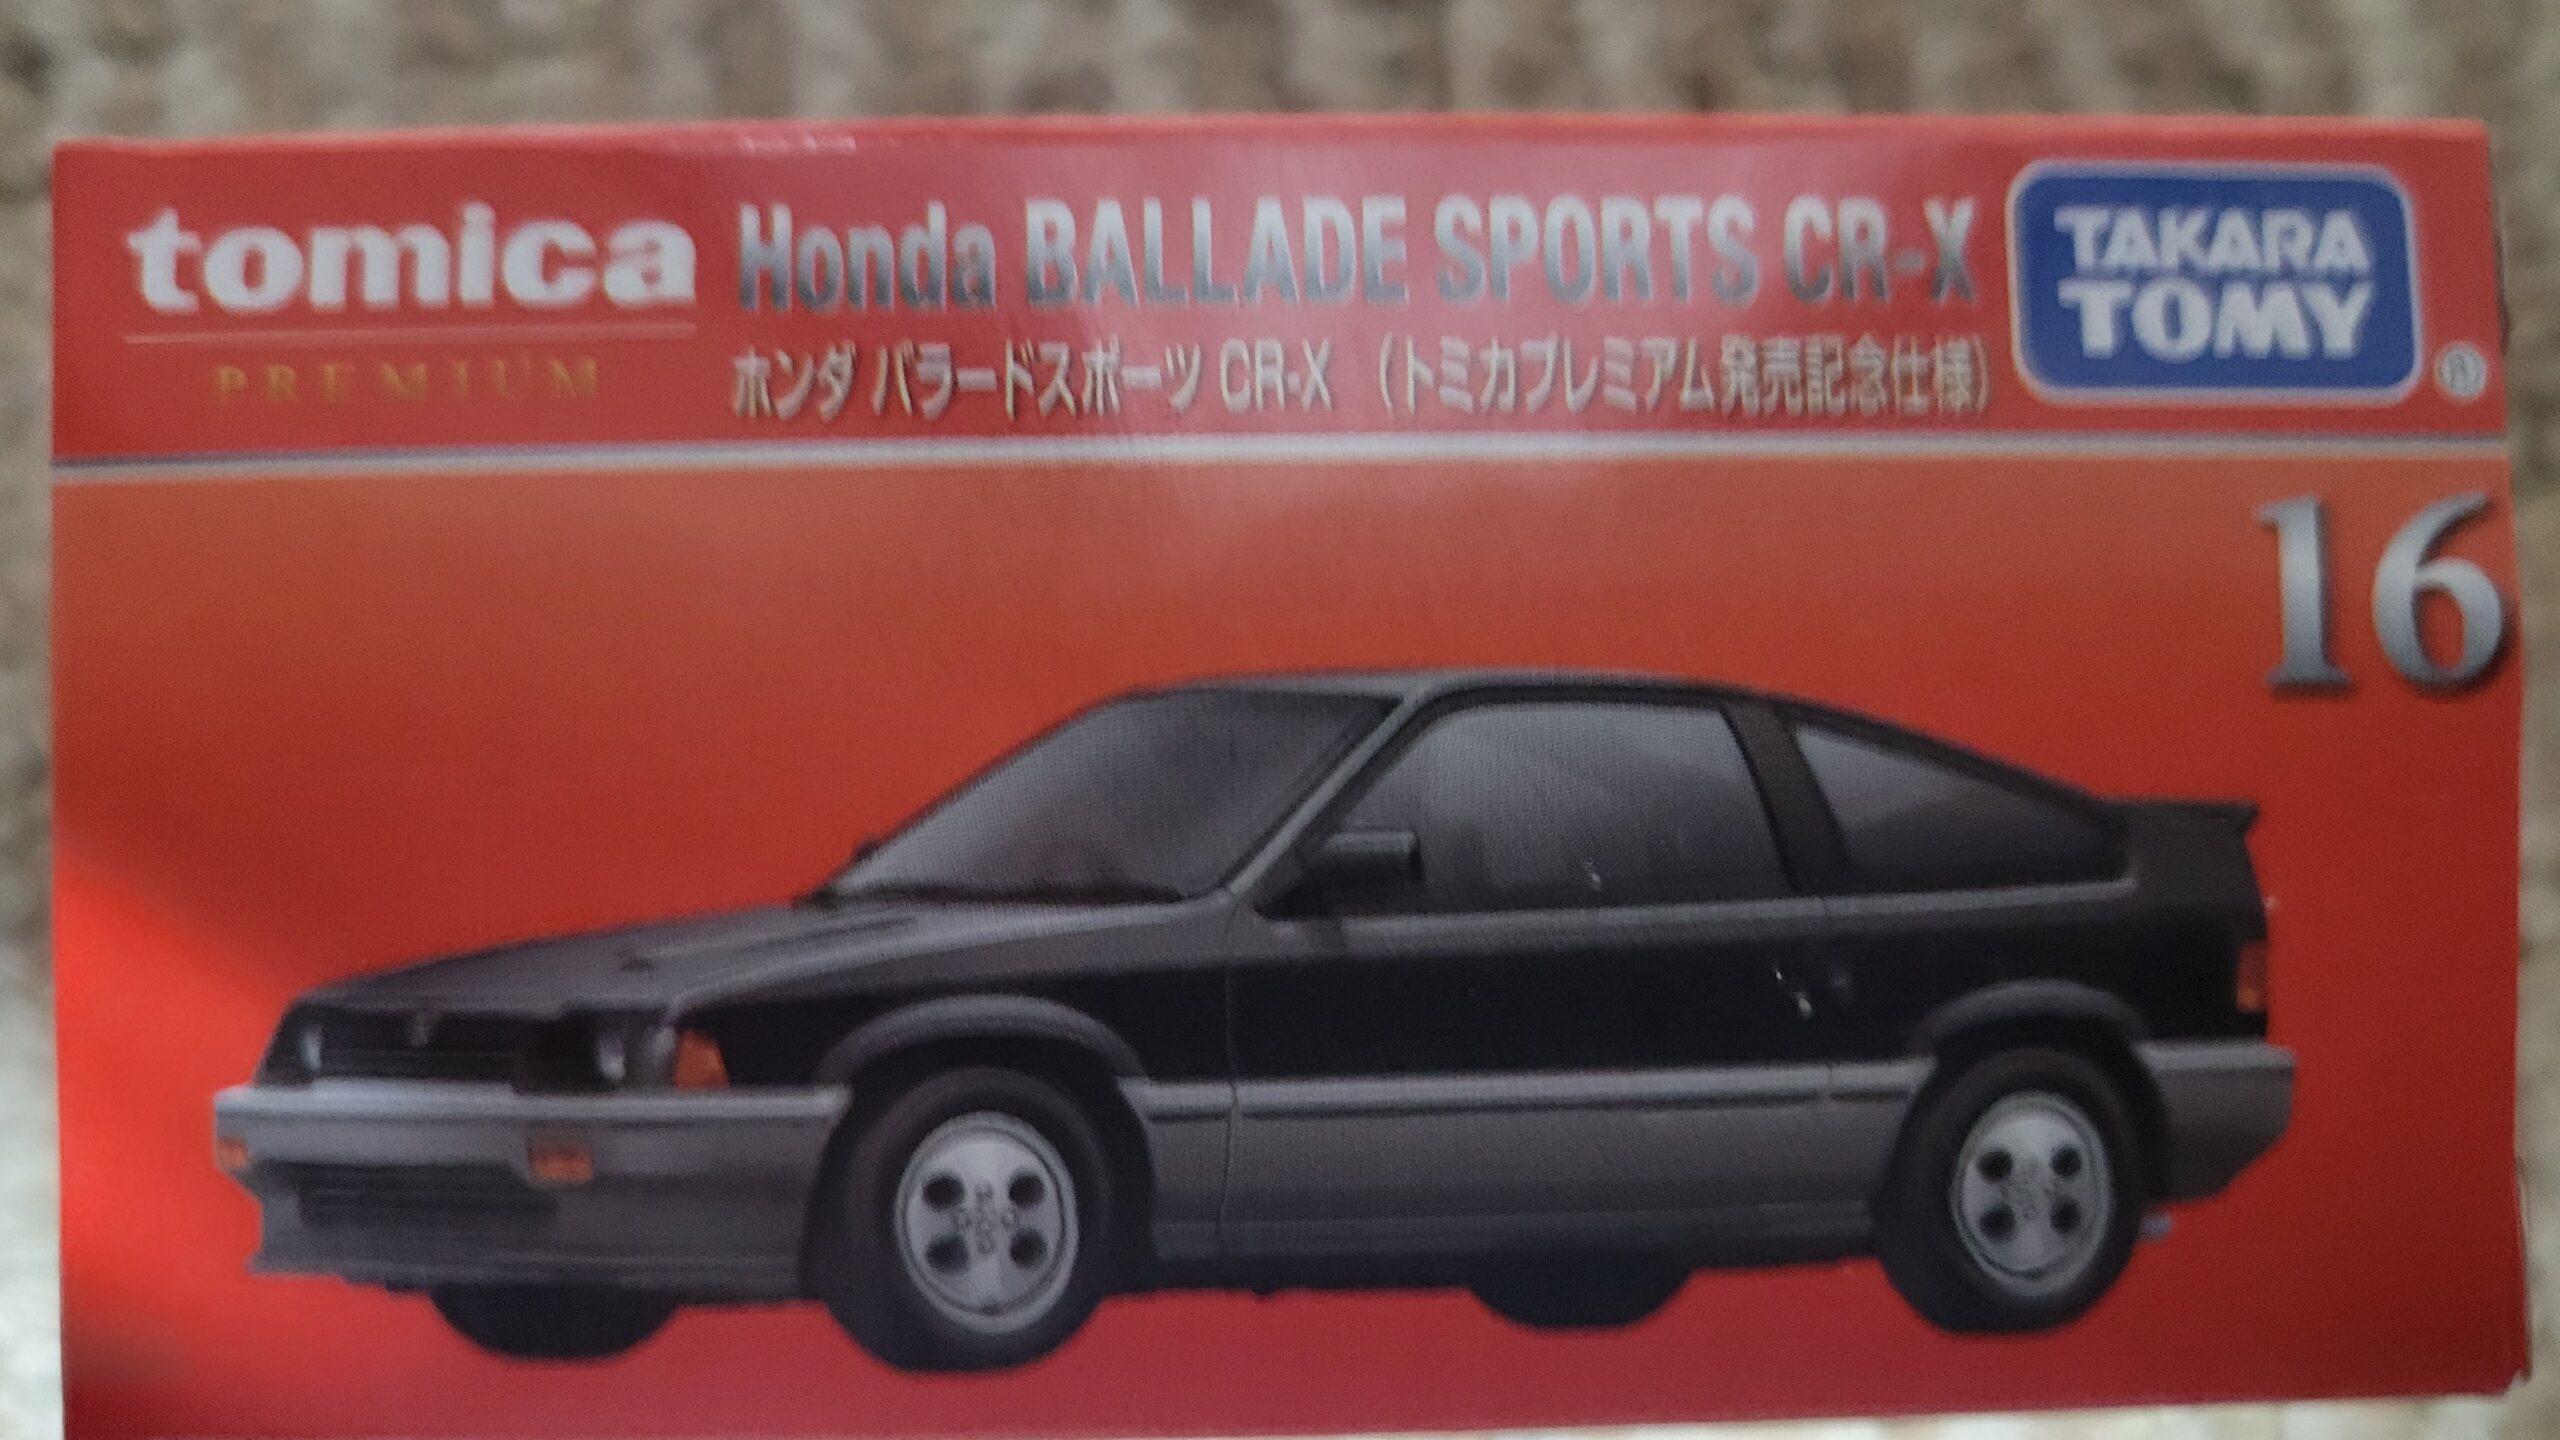 tomica
PREMIUM
Honda BALLADE SPORTS CR-X
ホンダ バラードスポーツ CR-X （トミカプレミアム発売記念仕様）
TAKARA
TOMY
®
16